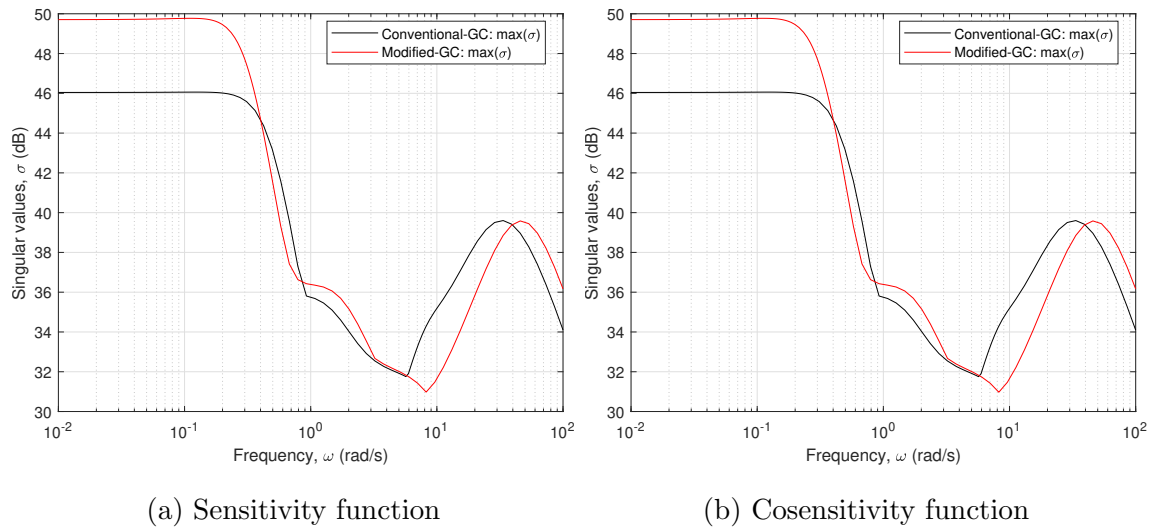 50
48
46
44
42
40
38
36
34
32
30
Singular values, σ (dB)
10⁻² 10⁻¹ 10⁰ 10¹ 10²
Frequency, ω (rad/s)
Conventional-GC: max(σ)
Modified-GC: max(σ)
(a) Sensitivity function
50
48
46
44
42
40
38
36
34
32
30
Singular values, σ (dB)
10⁻² 10⁻¹ 10⁰ 10¹ 10²
Frequency, ω (rad/s)
Conventional-GC: max(σ)
Modified-GC: max(σ)
(b) Cosensitivity function